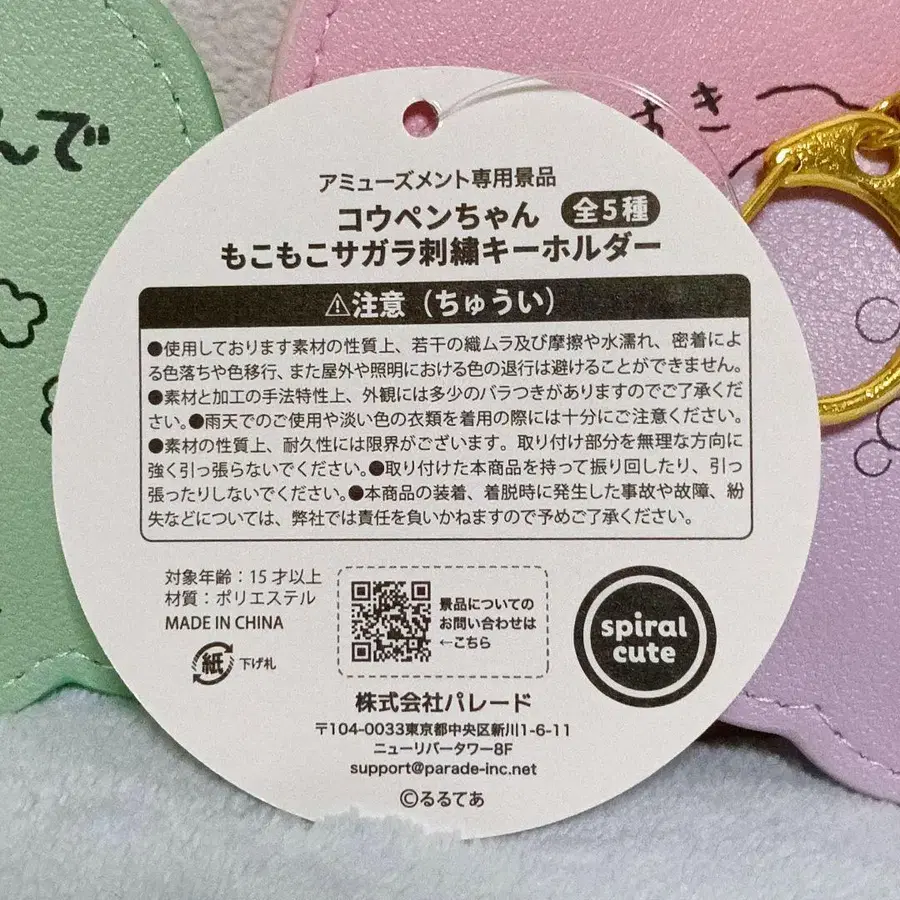 んで
すき
アミューズメント専用景品
コウペンちゃん 全5種
もこもこサガラ刺繍キーホルダー
⚠注意（ちゅうい）
●使用しております素材の性質上、若干の織ムラ及び摩擦や水濡れ、密着によ
る色落ちや色移行、また屋外や照明における色の退行は避けることができません。
●素材と加工の手法特性上、外観には多少のバラつきがありますのでご了承くだ
さい。●雨天でのご使用や淡い色の衣類を着用の際には十分にご注意ください。
●素材の性質上、耐久性には限界がございます。取り付け部分を無理な方向に
強く引っ張らないでください。●取り付けた本商品を持って振り回したり、引っ
張ったりしないでください。●本商品の装着、着脱時に発生した事故や故障、紛
失などについては、弊社では責任を負いかねますので予めご了承ください。
対象年齢：15才以上
材質：ポリエステル
MADE IN CHINA
紙 下げ札
景品についての
お問い合わせは
←こちら
spiral
cute
株式会社パレード
〒104-0033東京都中央区新川1-6-11
ニューリバータワー8F
support@parade-inc.net
©るるてあ